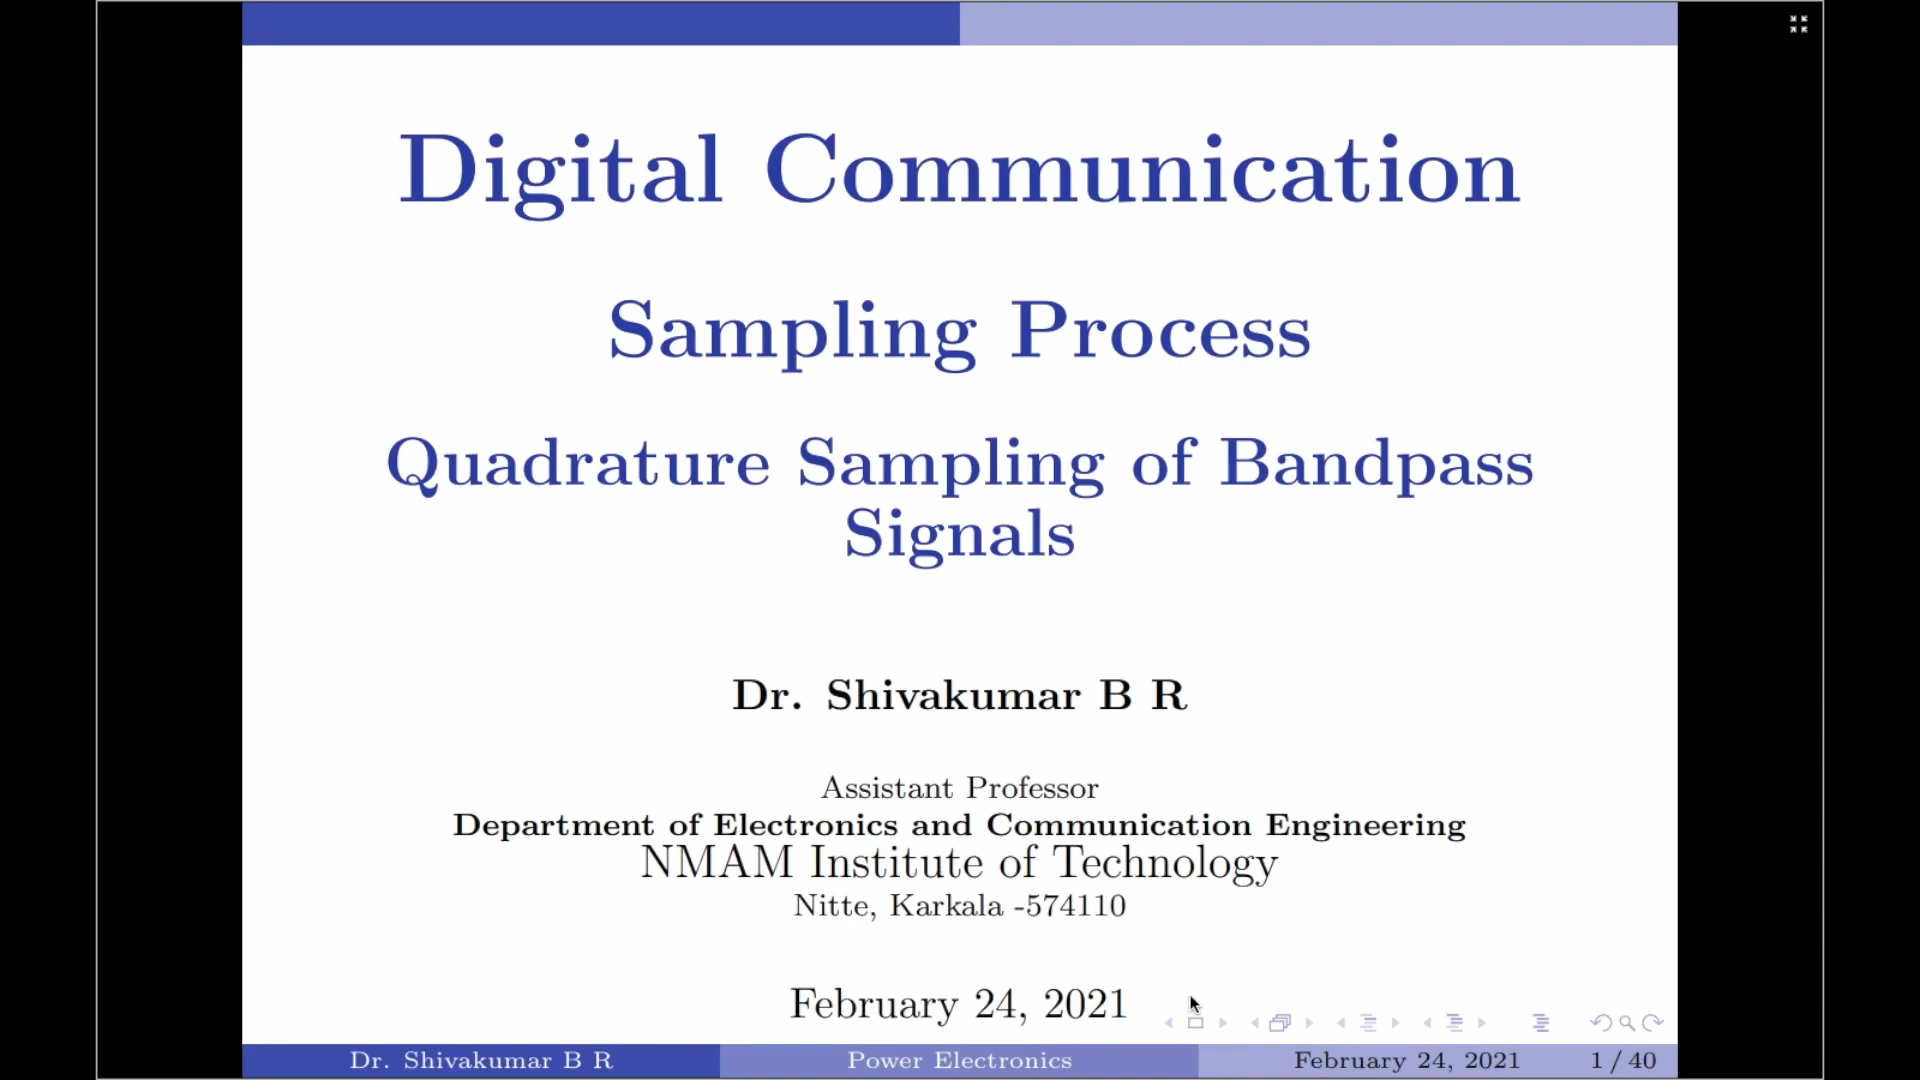 Digital Communication
Sampling Process
Quadrature Sampling of Bandpass
Signals
Dr. Shivakumar B R
Assistant Professor
Department of Electronics and Communication Engineering
NMAM Institute of Technology
Nitte, Karkala -574110
February 24, 2021
Dr. Shivakumar B R Power Electronics February 24, 2021 1 / 40